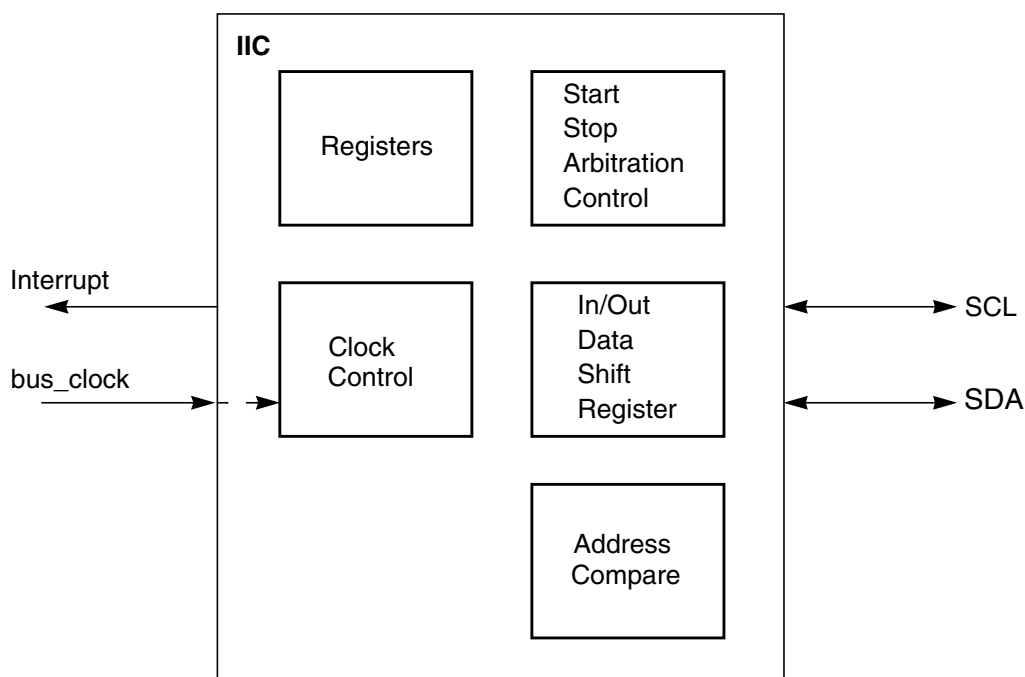 IIC
Registers
Start
Stop
Arbitration
Control
Interrupt
bus_clock
Clock
Control
In/Out
Data
Shift
Register
SCL
SDA
Address
Compare